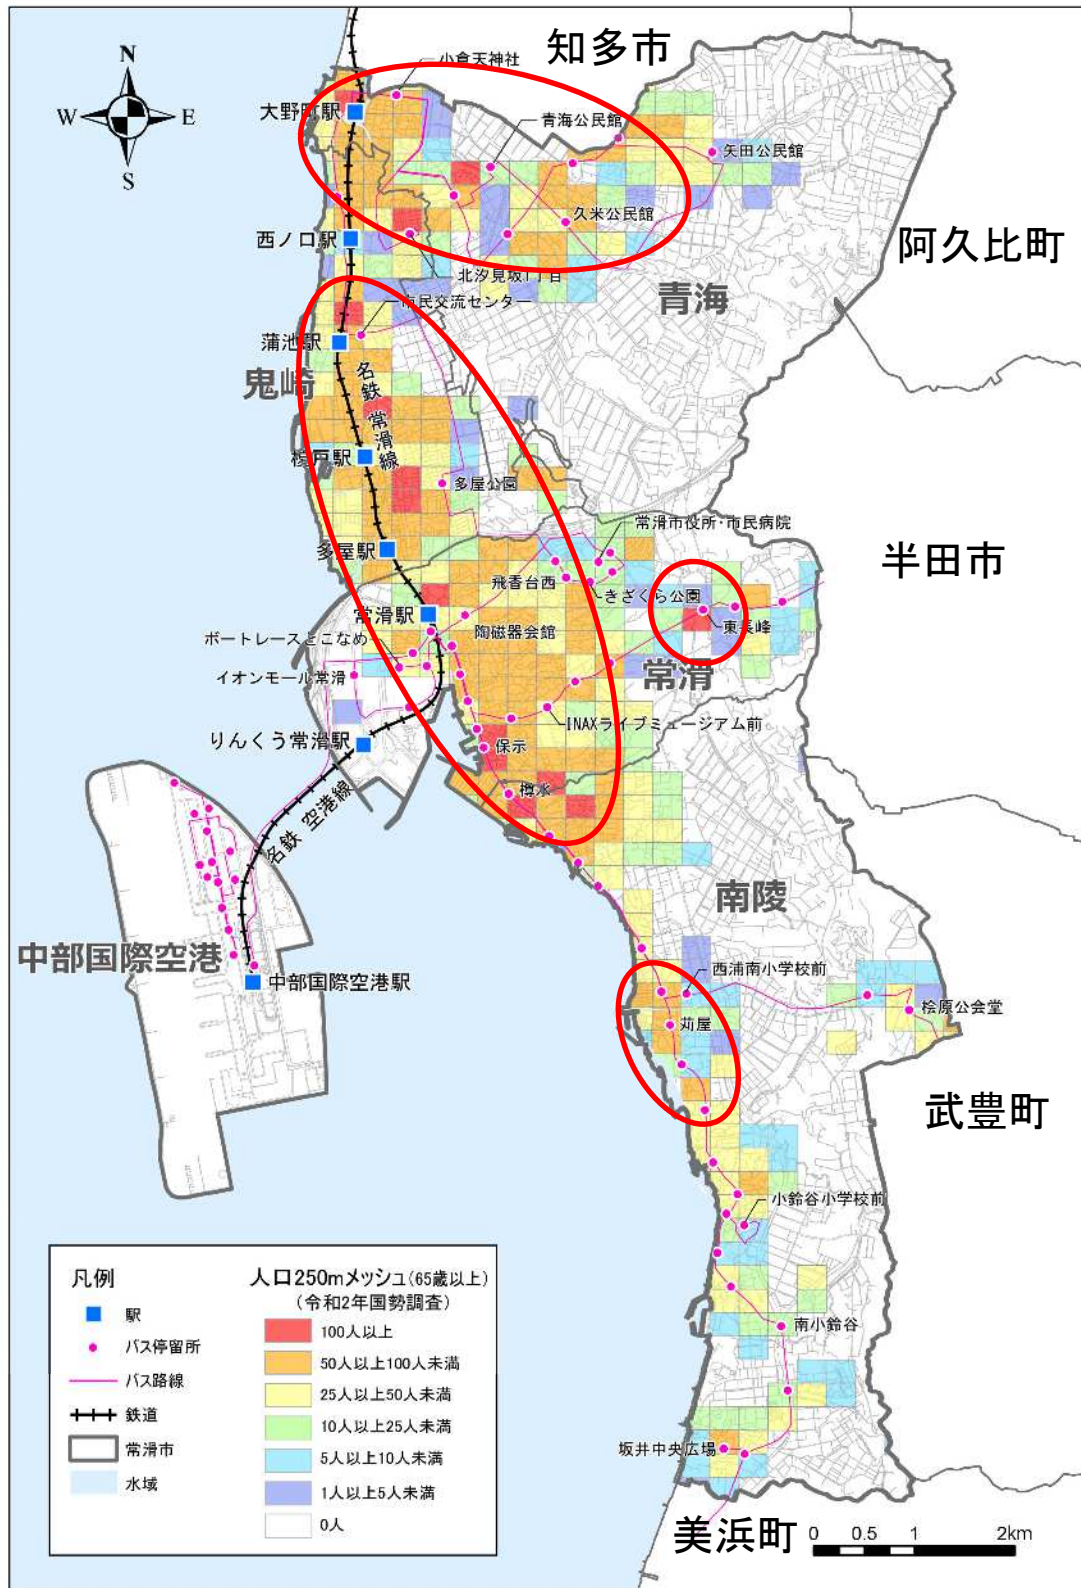 知多市
N
W
E
S
小倉天神社
大野町駅
青海公民館
矢田公民館
久米公民館
西ノ口駅
阿久比町
北汐見坂1丁目
青海
市民交流センター
蒲池駅
鬼崎
名鉄 常滑線
榎戸駅
多屋公園
常滑市役所・市民病院
半田市
多屋駅
飛香台西
きざくら公園
常滑駅
東長峰
陶磁器会館
ボートレースとこなめ
常滑
イオンモール常滑
INAXライブミュージアム前
りんくう常滑駅
保示
樽水
名鉄 空港線
南陵
中部国際空港
西浦南小学校前
中部国際空港駅
桧原公会堂
苅屋
武豊町
小鈴谷小学校前
南小鈴谷
坂井中央広場
美浜町
0 0.5 1 2km
凡例
駅
バス停留所
バス路線
鉄道
常滑市
水域
人口250mメッシュ(65歳以上)
(令和2年国勢調査)
100人以上
50人以上100人未満
25人以上50人未満
10人以上25人未満
5人以上10人未満
1人以上5人未満
0人